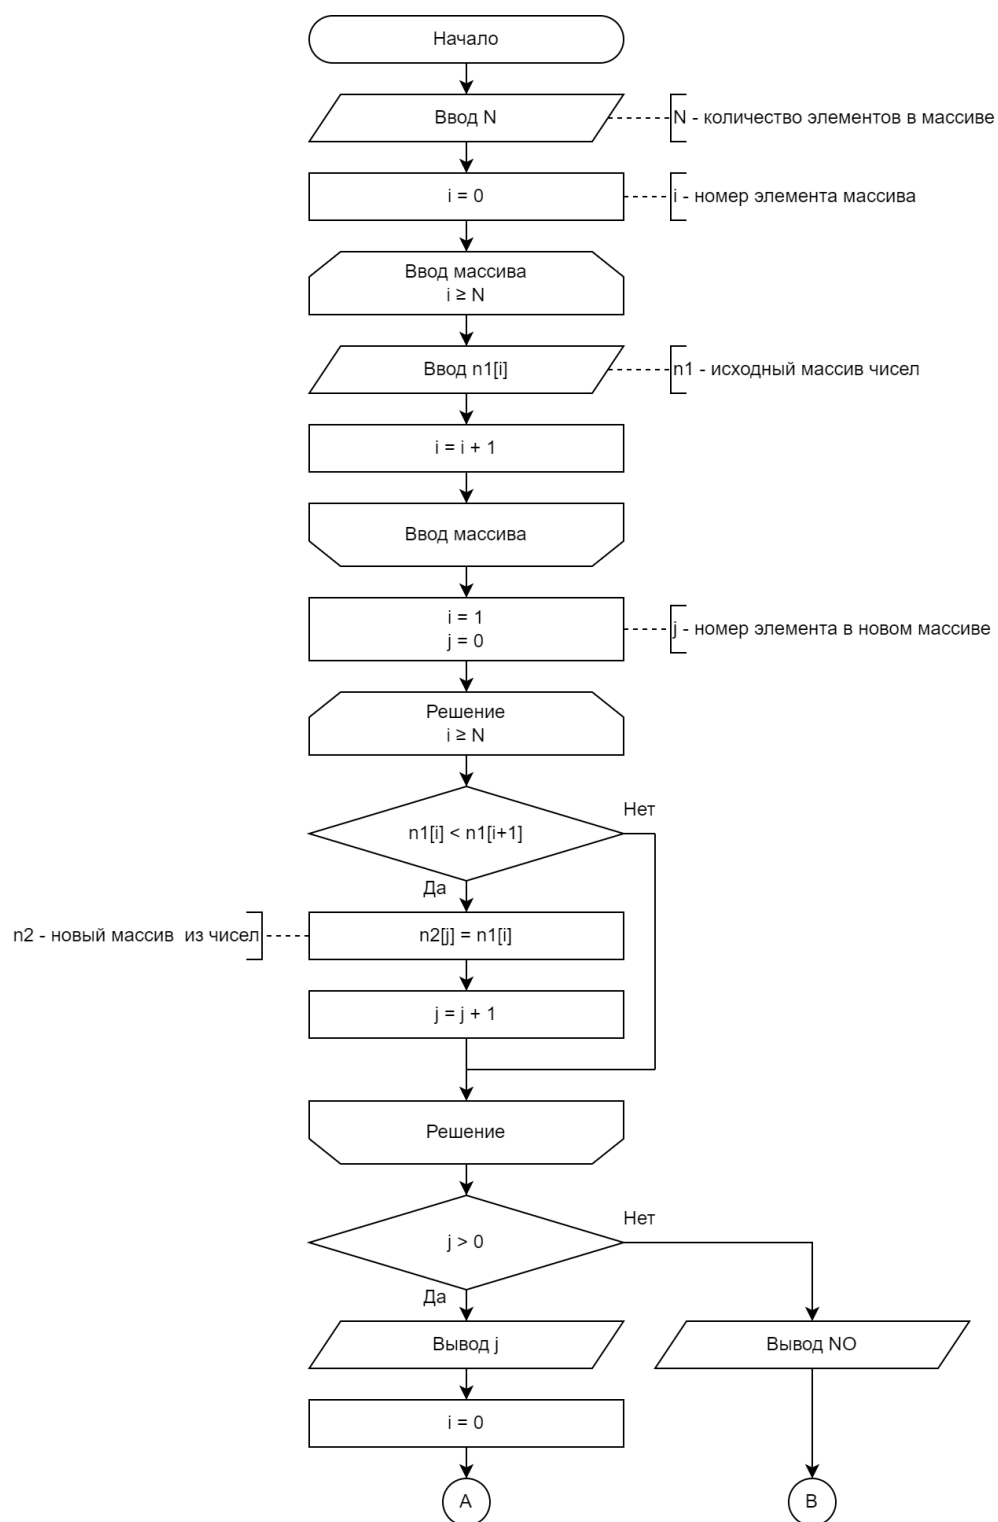 Начало
Ввод N
N - количество элементов в массиве
i = 0
i - номер элемента массива
Ввод массива
i ≥ N
Ввод n1[i]
n1 - исходный массив чисел
i = i + 1
Ввод массива
i = 1
j = 0
j - номер элемента в новом массиве
Решение
i ≥ N
n1[i] < n1[i+1]
Нет
Да
n2 - новый массив  из чисел
n2[j] = n1[i]
j = j + 1
Решение
j > 0
Нет
Да
Вывод j
Вывод NO
i = 0
A
B